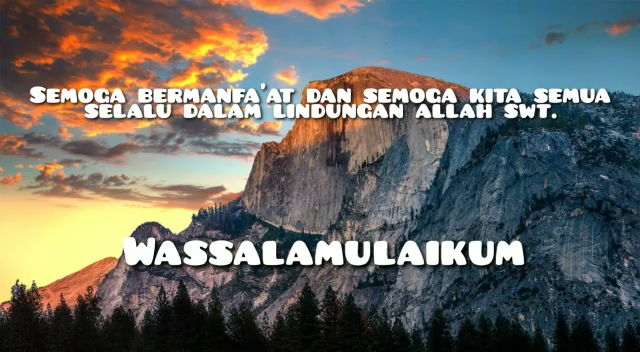 Semoga bermanfa'at dan semoga kita semua
selalu dalam lindungan allah swt.
Wassalamulaikum